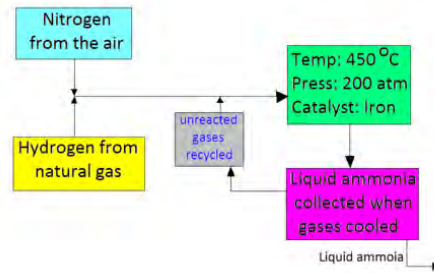 Nitrogen
from the air
Temp: 450 °C
Press: 200 atm
Catalyst: Iron
unreacted
gases
recycled
Hydrogen from
natural gas
Liquid ammonia
collected when
gases cooled
Liquid ammoia